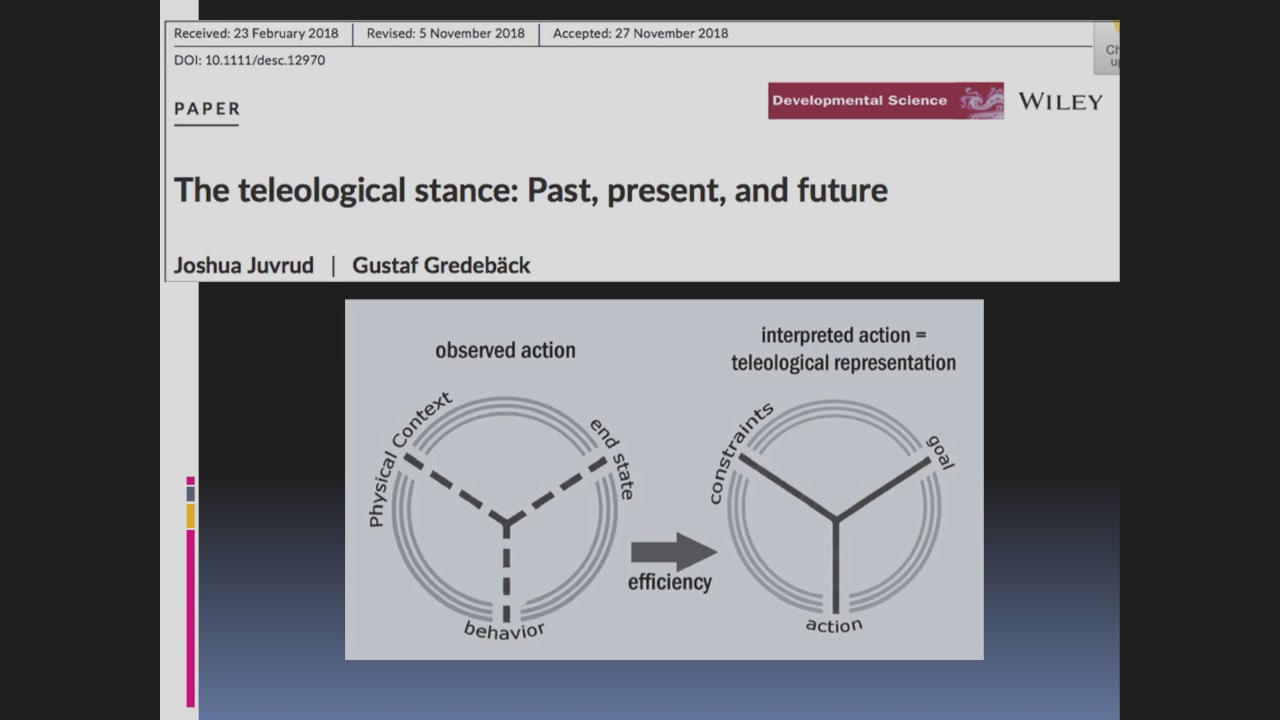 Received: 23 February 2018 | Revised: 5 November 2018 | Accepted: 27 November 2018
DOI: 10.1111/desc.12970
PAPER
Developmental Science WILEY
The teleological stance: Past, present, and future
Joshua Juvrud | Gustaf Gredebäck
observed action
interpreted action =
teleological representation
Physical Context
end state
behavior
efficiency
constraints
goal
action